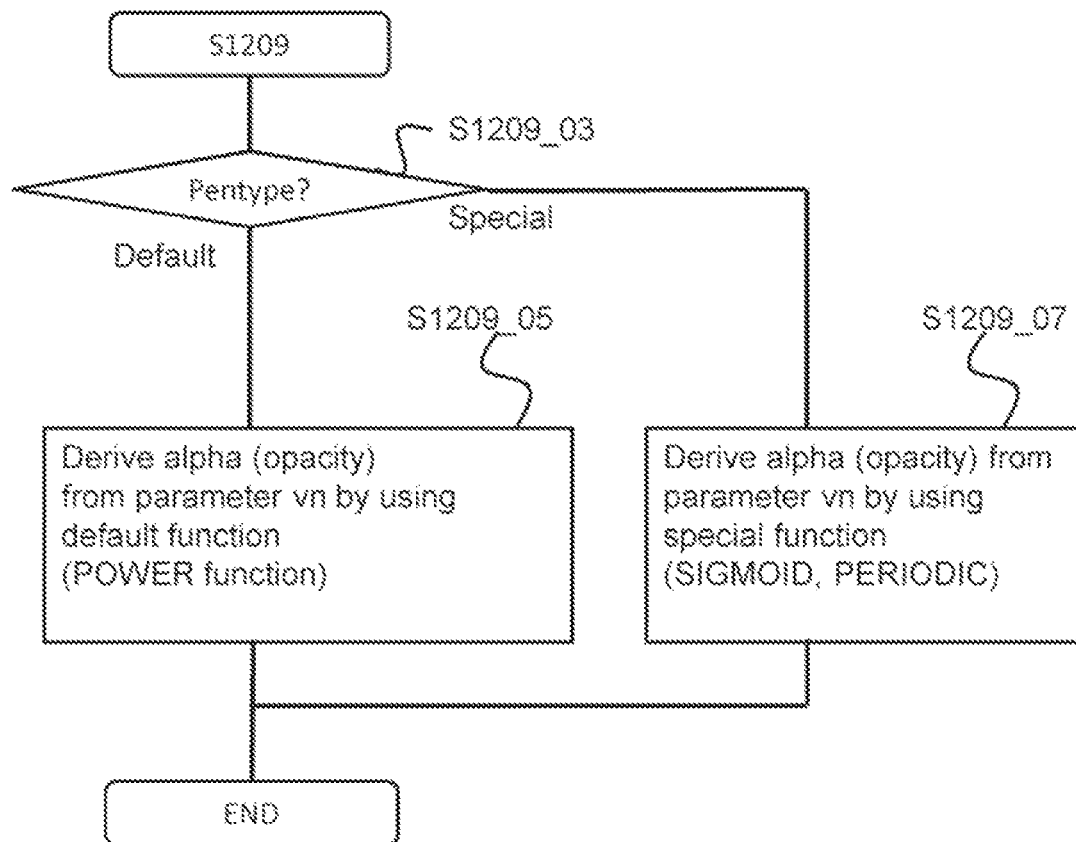 S1209
S1209_03
Pentype?
Special
Default
S1209_05
S1209_07
Derive alpha (opacity)
from parameter vn by using
default function
(POWER function)
Derive alpha (opacity) from
parameter vn by using
special function
(SIGMOID, PERIODIC)
END